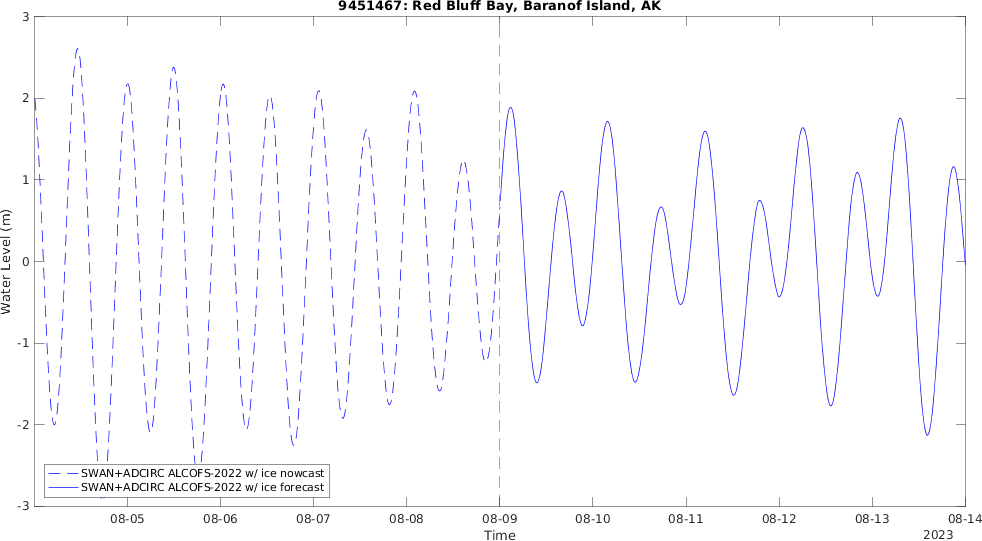 9451467: Red Bluff Bay, Baranof Island, AK
Water Level (m)
3
2
1
0
-1
-2
-3
SWAN+ADCIRC ALCOFS-2022 w/ ice nowcast
SWAN+ADCIRC ALCOFS-2022 w/ ice forecast
08-05 08-06 08-07 08-08 08-09 08-10 08-11 08-12 08-13 08-14
Time
2023